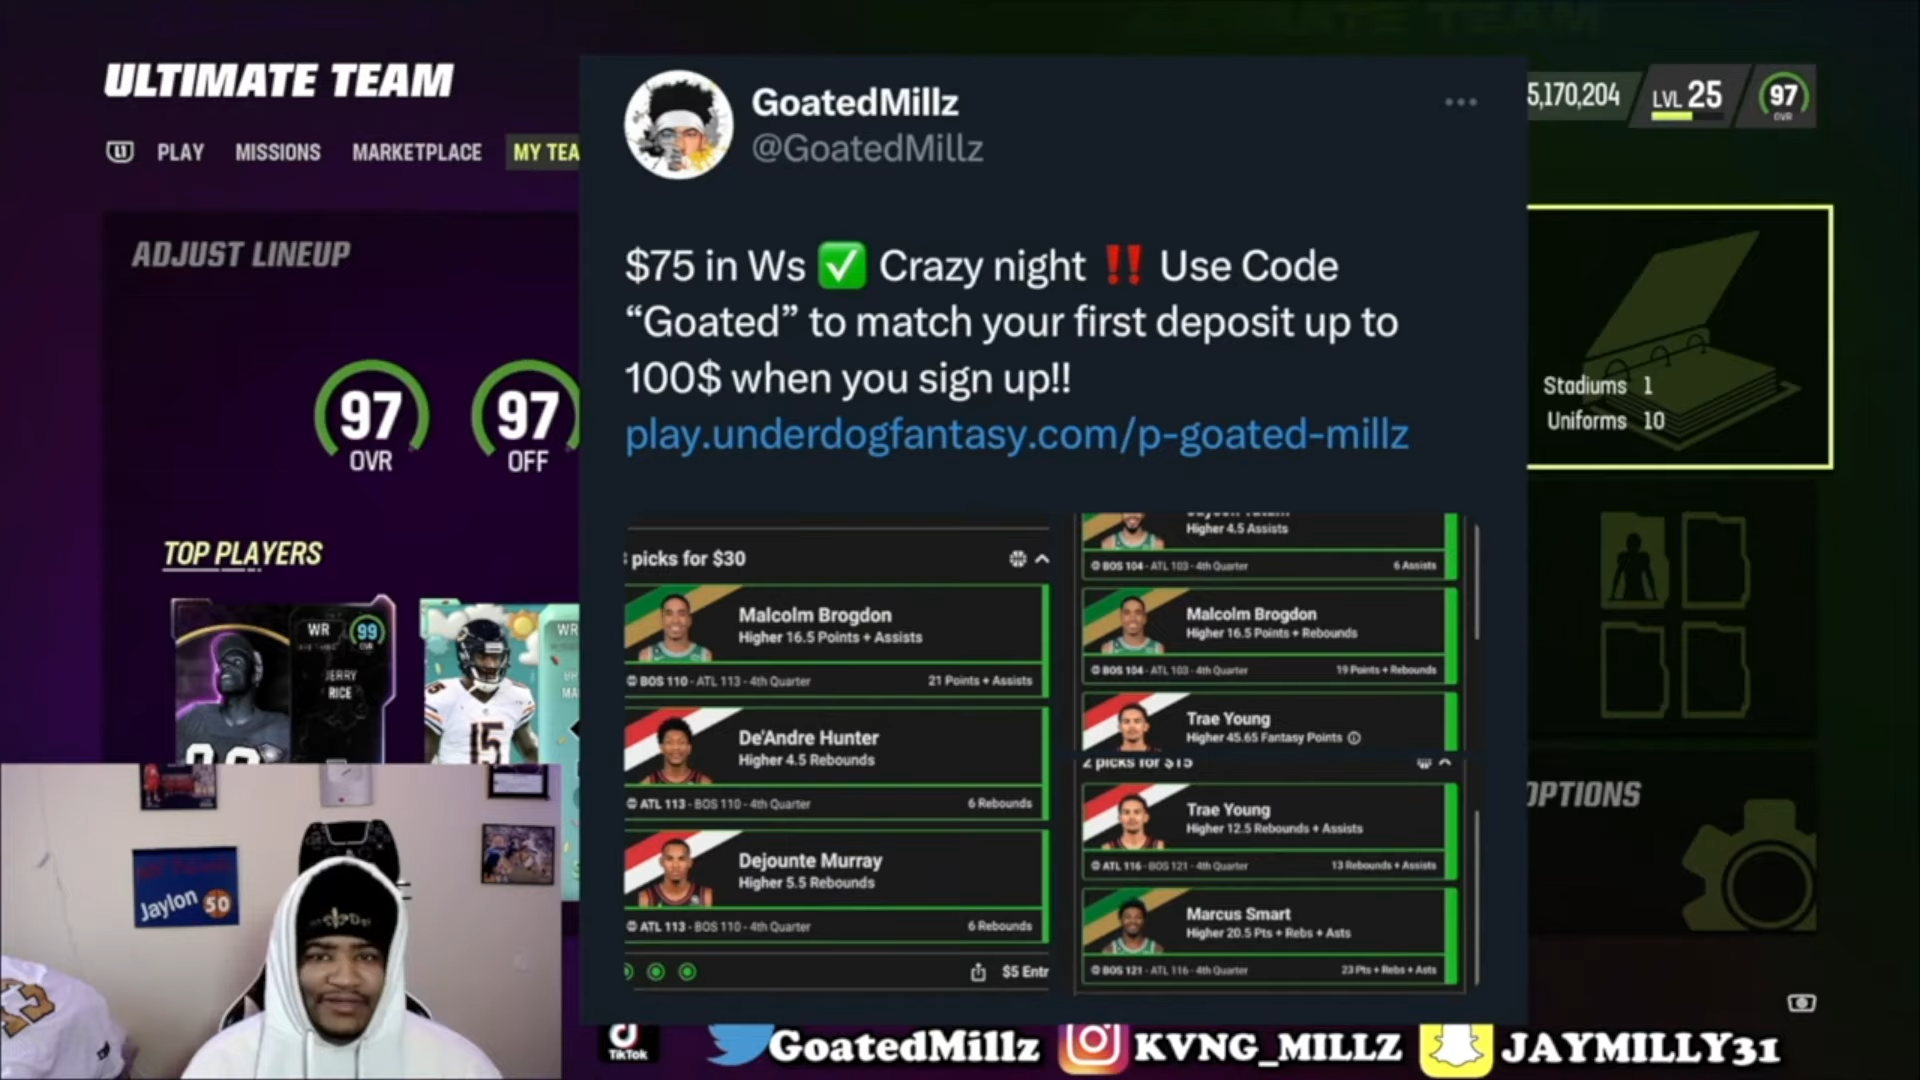 ULTIMATE TEAM
PLAY MISSIONS MARKETPLACE MY TEA
5,170,204 LVL 25 97 OVR
ADJUST LINEUP
97 OVR
97 OFF
TOP PLAYERS
WR 99
JERRY
RICE
WR
15
Jaylon 50
GoatedMillz
@GoatedMillz
$75 in Ws ✅ Crazy night ‼️ Use Code
“Goated” to match your first deposit up to
100$ when you sign up!!
play.underdogfantasy.com/p-goated-millz
picks for $30
Malcolm Brogdon
Higher 16.5 Points + Assists
BOS 110 - ATL 113 - 4th Quarter 21 Points + Assists
De'Andre Hunter
Higher 4.5 Rebounds
ATL 113 - BOS 110 - 4th Quarter 6 Rebounds
Dejounte Murray
Higher 5.5 Rebounds
ATL 113 - BOS 110 - 4th Quarter 6 Rebounds
$5 Entr
Higher 4.5 Assists
BOS 104 - ATL 103 - 4th Quarter 6 Assists
Malcolm Brogdon
Higher 16.5 Points + Rebounds
BOS 104 - ATL 103 - 4th Quarter 19 Points + Rebounds
Trae Young
Higher 45.65 Fantasy Points
2 picks for $15
Trae Young
Higher 12.5 Rebounds + Assists
ATL 116 - BOS 121 - 4th Quarter 13 Rebounds + Assists
Marcus Smart
Higher 20.5 Pts + Rebs + Asts
BOS 121 - ATL 116 - 4th Quarter 23 Pts + Rebs + Asts
Stadiums 1
Uniforms 10
OPTIONS
TikTok GoatedMillz KVNG_MILLZ JAYMILLY31